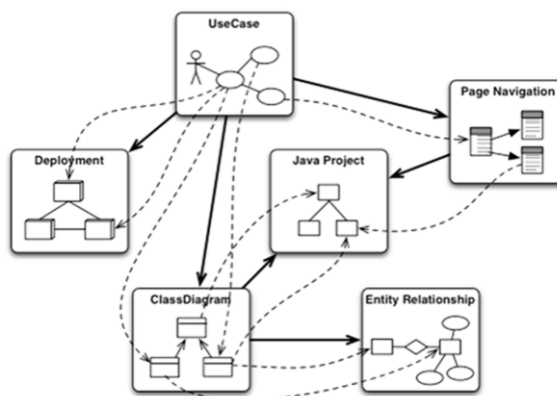 UseCase
Page Navigation
Deployment
Java Project
ClassDiagram
Entity Relationship